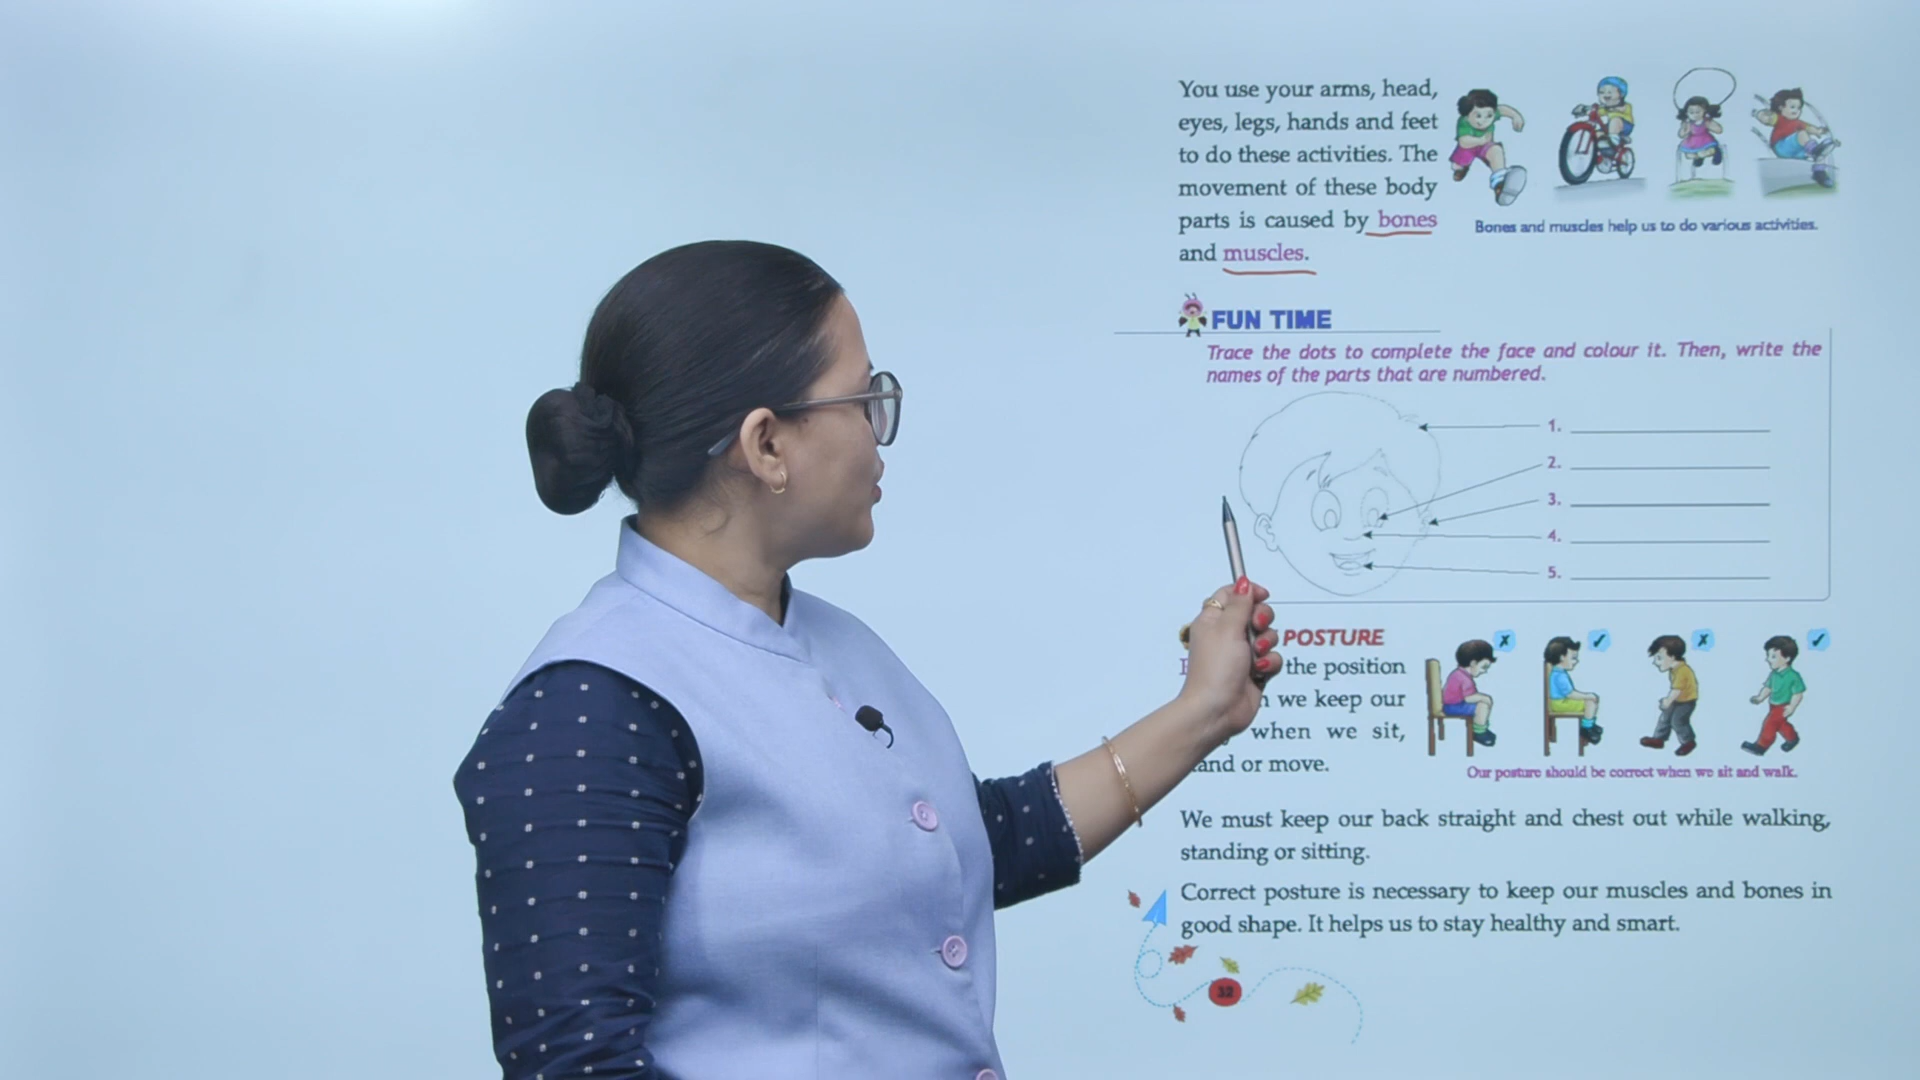 You use your arms, head,
eyes, legs, hands and feet
to do these activities. The
movement of these body
parts is caused by bones
and muscles.
Bones and muscles help us to do various activities.
FUN TIME
Trace the dots to complete the face and colour it. Then, write the
names of the parts that are numbered.
1.
2.
3.
4.
5.
POSTURE
the position
we keep our
when we sit,
or move.
Our posture should be correct when we sit and walk.
We must keep our back straight and chest out while walking,
standing or sitting.
Correct posture is necessary to keep our muscles and bones in
good shape. It helps us to stay healthy and smart.
32